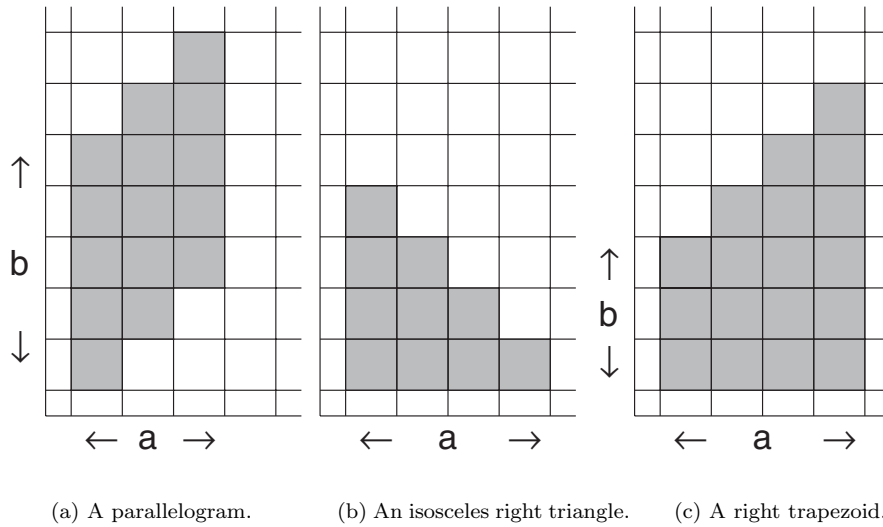 ↑
b
↓
← a →
← a →
↑
b
↓
← a →
(a) A parallelogram.
(b) An isosceles right triangle.
(c) A right trapezoid.